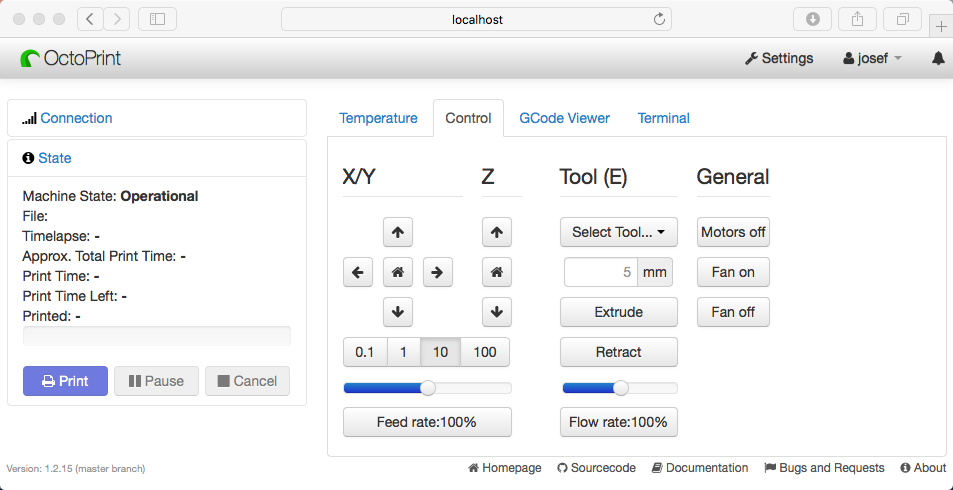 localhost
OctoPrint
Settings
josef
Connection
State
Machine State: Operational
File:
Timelapse: -
Approx. Total Print Time: -
Print Time: -
Print Time Left: -
Printed: -
Print
Pause
Cancel
Temperature
Control
GCode Viewer
Terminal
X/Y
Z
Tool (E)
General
Select Tool...
Motors off
5 mm
Fan on
Extrude
Fan off
0.1
1
10
100
Retract
Feed rate:100%
Flow rate:100%
Version: 1.2.15 (master branch)
Homepage
Sourcecode
Documentation
Bugs and Requests
About